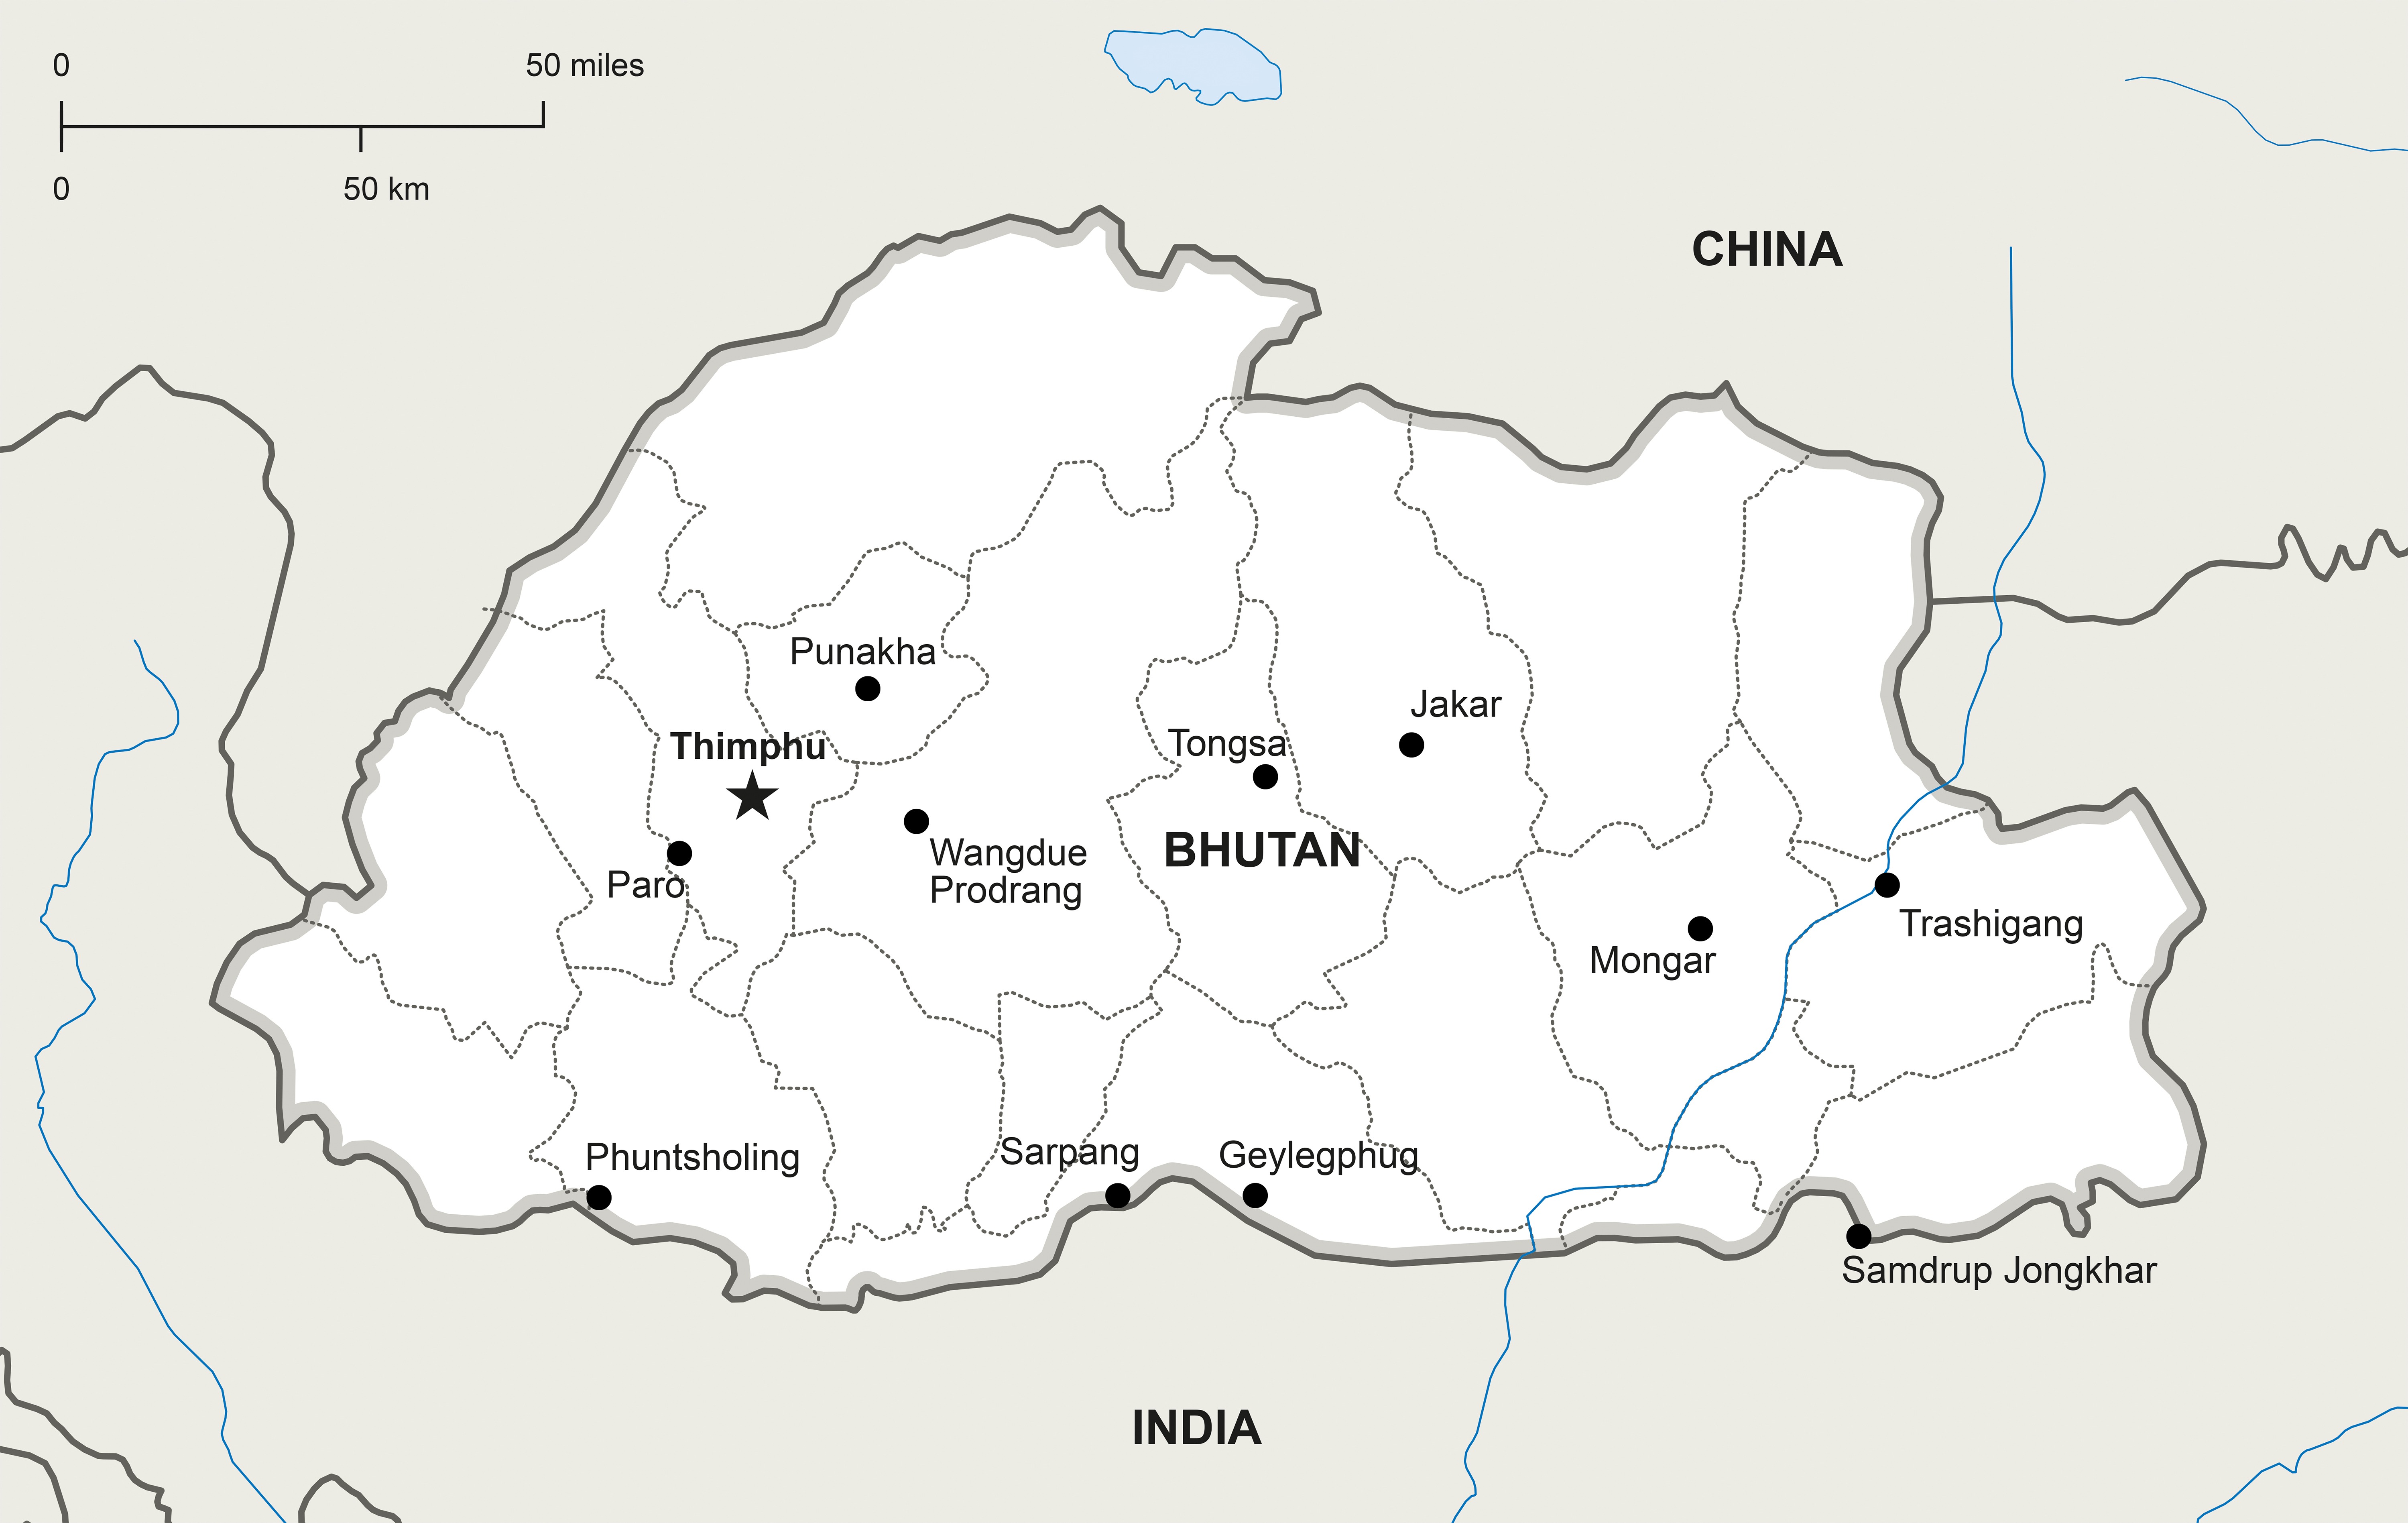 0
50 miles
0
50 km
CHINA
Punakha
Jakar
Thimphu
Tongsa
BHUTAN
Wangdue
Prodrang
Paro
Trashigang
Mongar
Phuntsholing
Sarpang
Geylegphug
Samdrup Jongkhar
INDIA